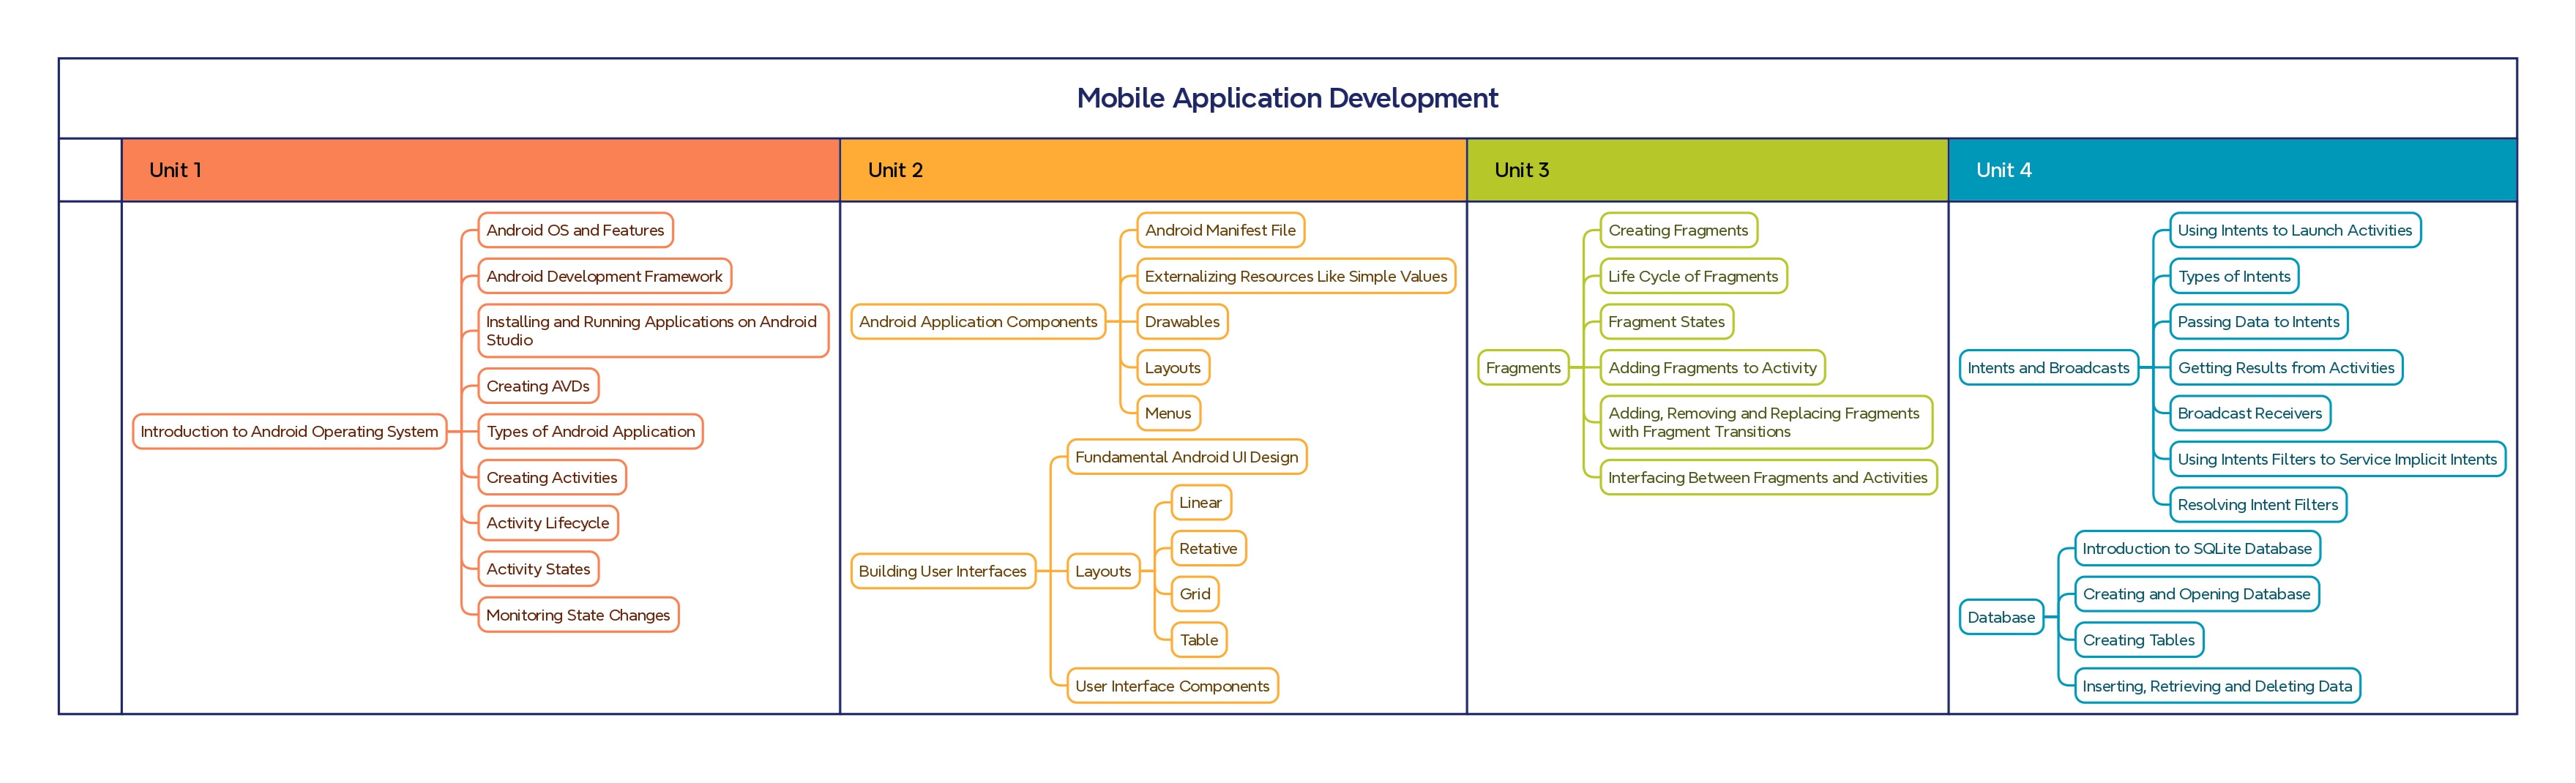 Mobile Application Development
Unit 1
Unit 2
Unit 3
Unit 4
Introduction to Android Operating System
Android OS and Features
Android Development Framework
Installing and Running Applications on Android
Studio
Creating AVDs
Types of Android Application
Creating Activities
Activity Lifecycle
Activity States
Monitoring State Changes
Android Application Components
Android Manifest File
Externalizing Resources Like Simple Values
Drawables
Layouts
Menus
Building User Interfaces
Fundamental Android UI Design
Layouts
Linear
Retative
Grid
Table
User Interface Components
Fragments
Creating Fragments
Life Cycle of Fragments
Fragment States
Adding Fragments to Activity
Adding, Removing and Replacing Fragments
with Fragment Transitions
Interfacing Between Fragments and Activities
Intents and Broadcasts
Using Intents to Launch Activities
Types of Intents
Passing Data to Intents
Getting Results from Activities
Broadcast Receivers
Using Intents Filters to Service Implicit Intents
Resolving Intent Filters
Database
Introduction to SQLite Database
Creating and Opening Database
Creating Tables
Inserting, Retrieving and Deleting Data